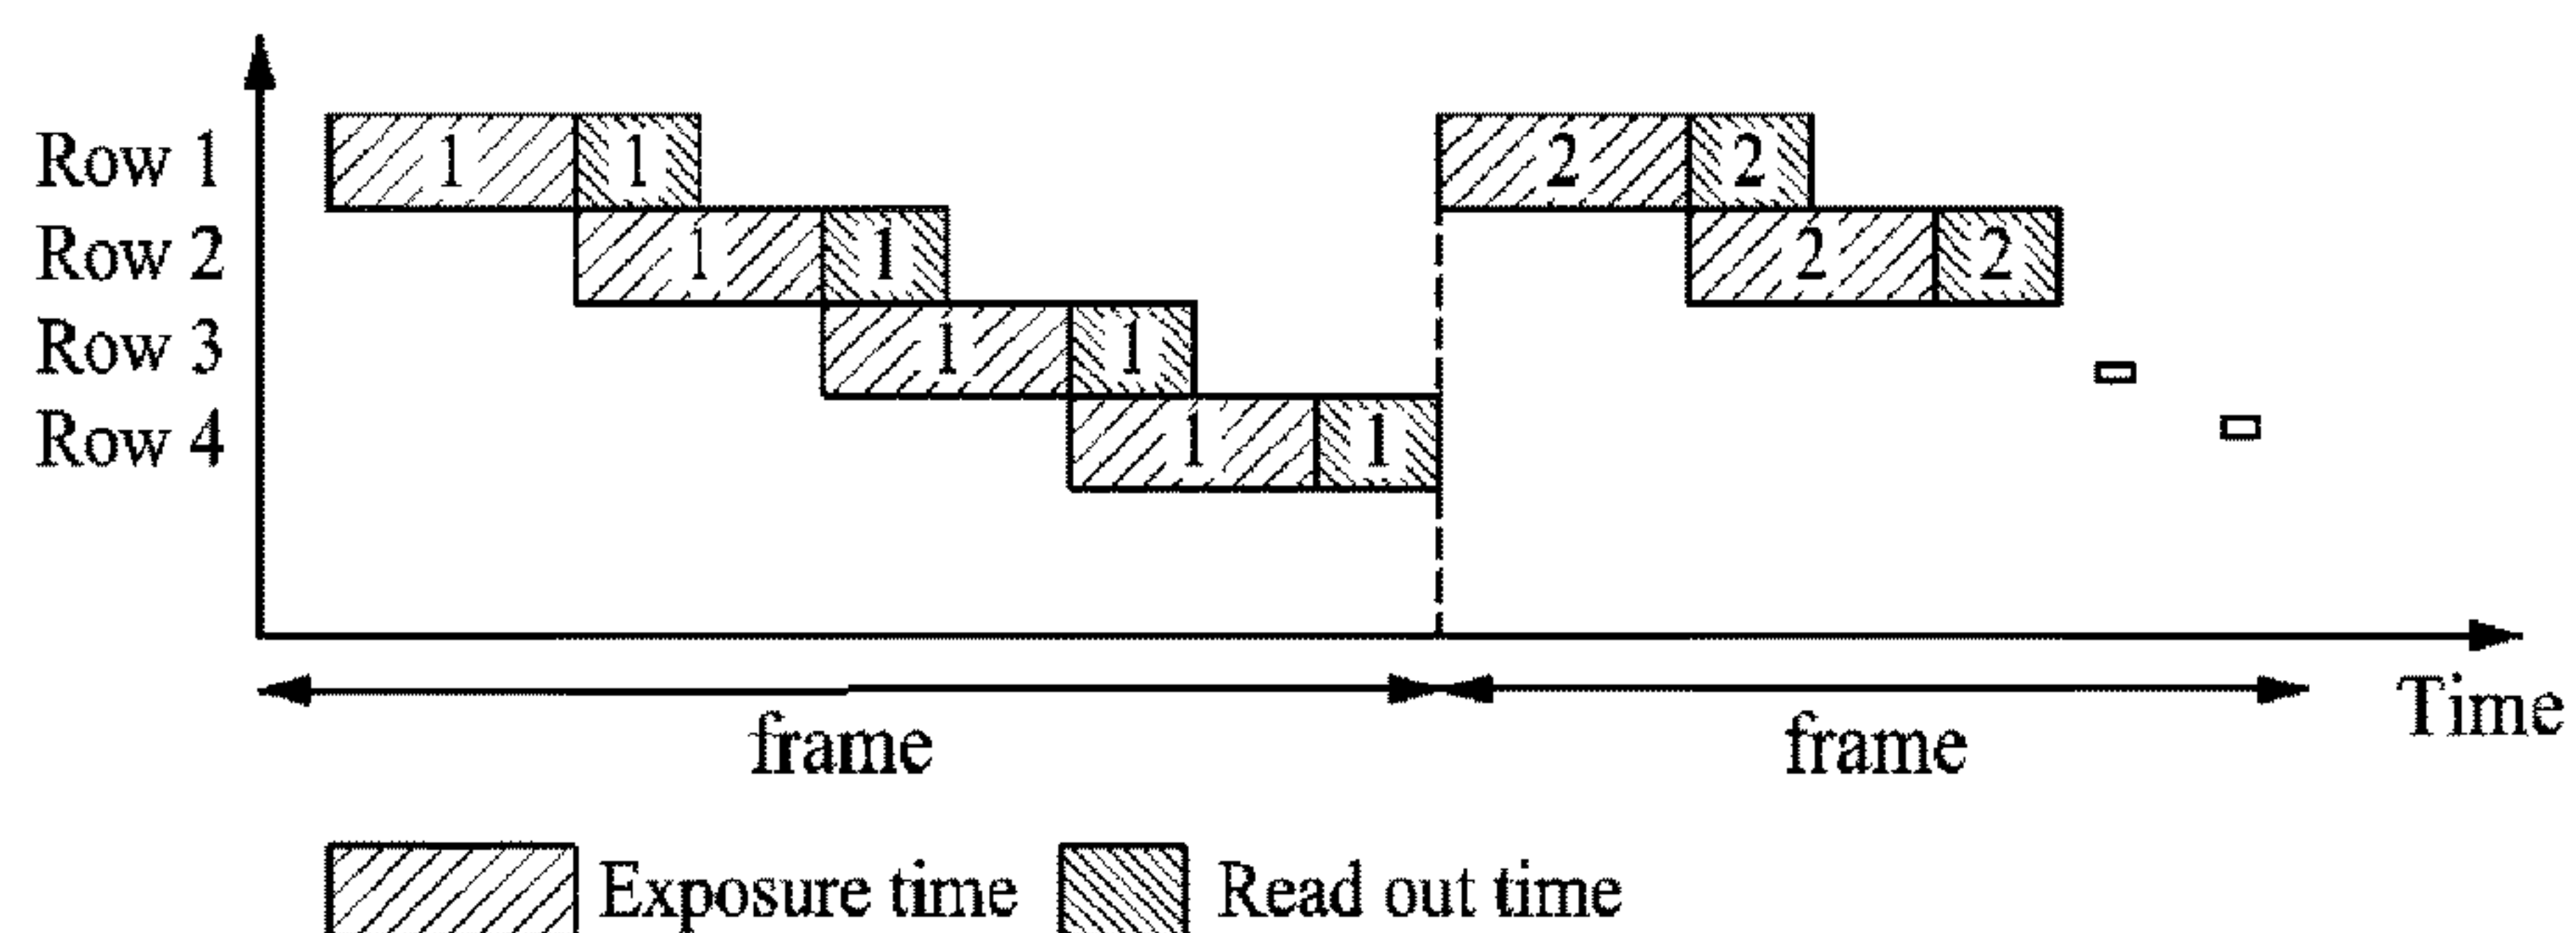 Row 1 1 1 2 2
Row 2 1 1 2 2
Row 3 1 1
Row 4 1 1
frame frame Time
Exposure time Read out time